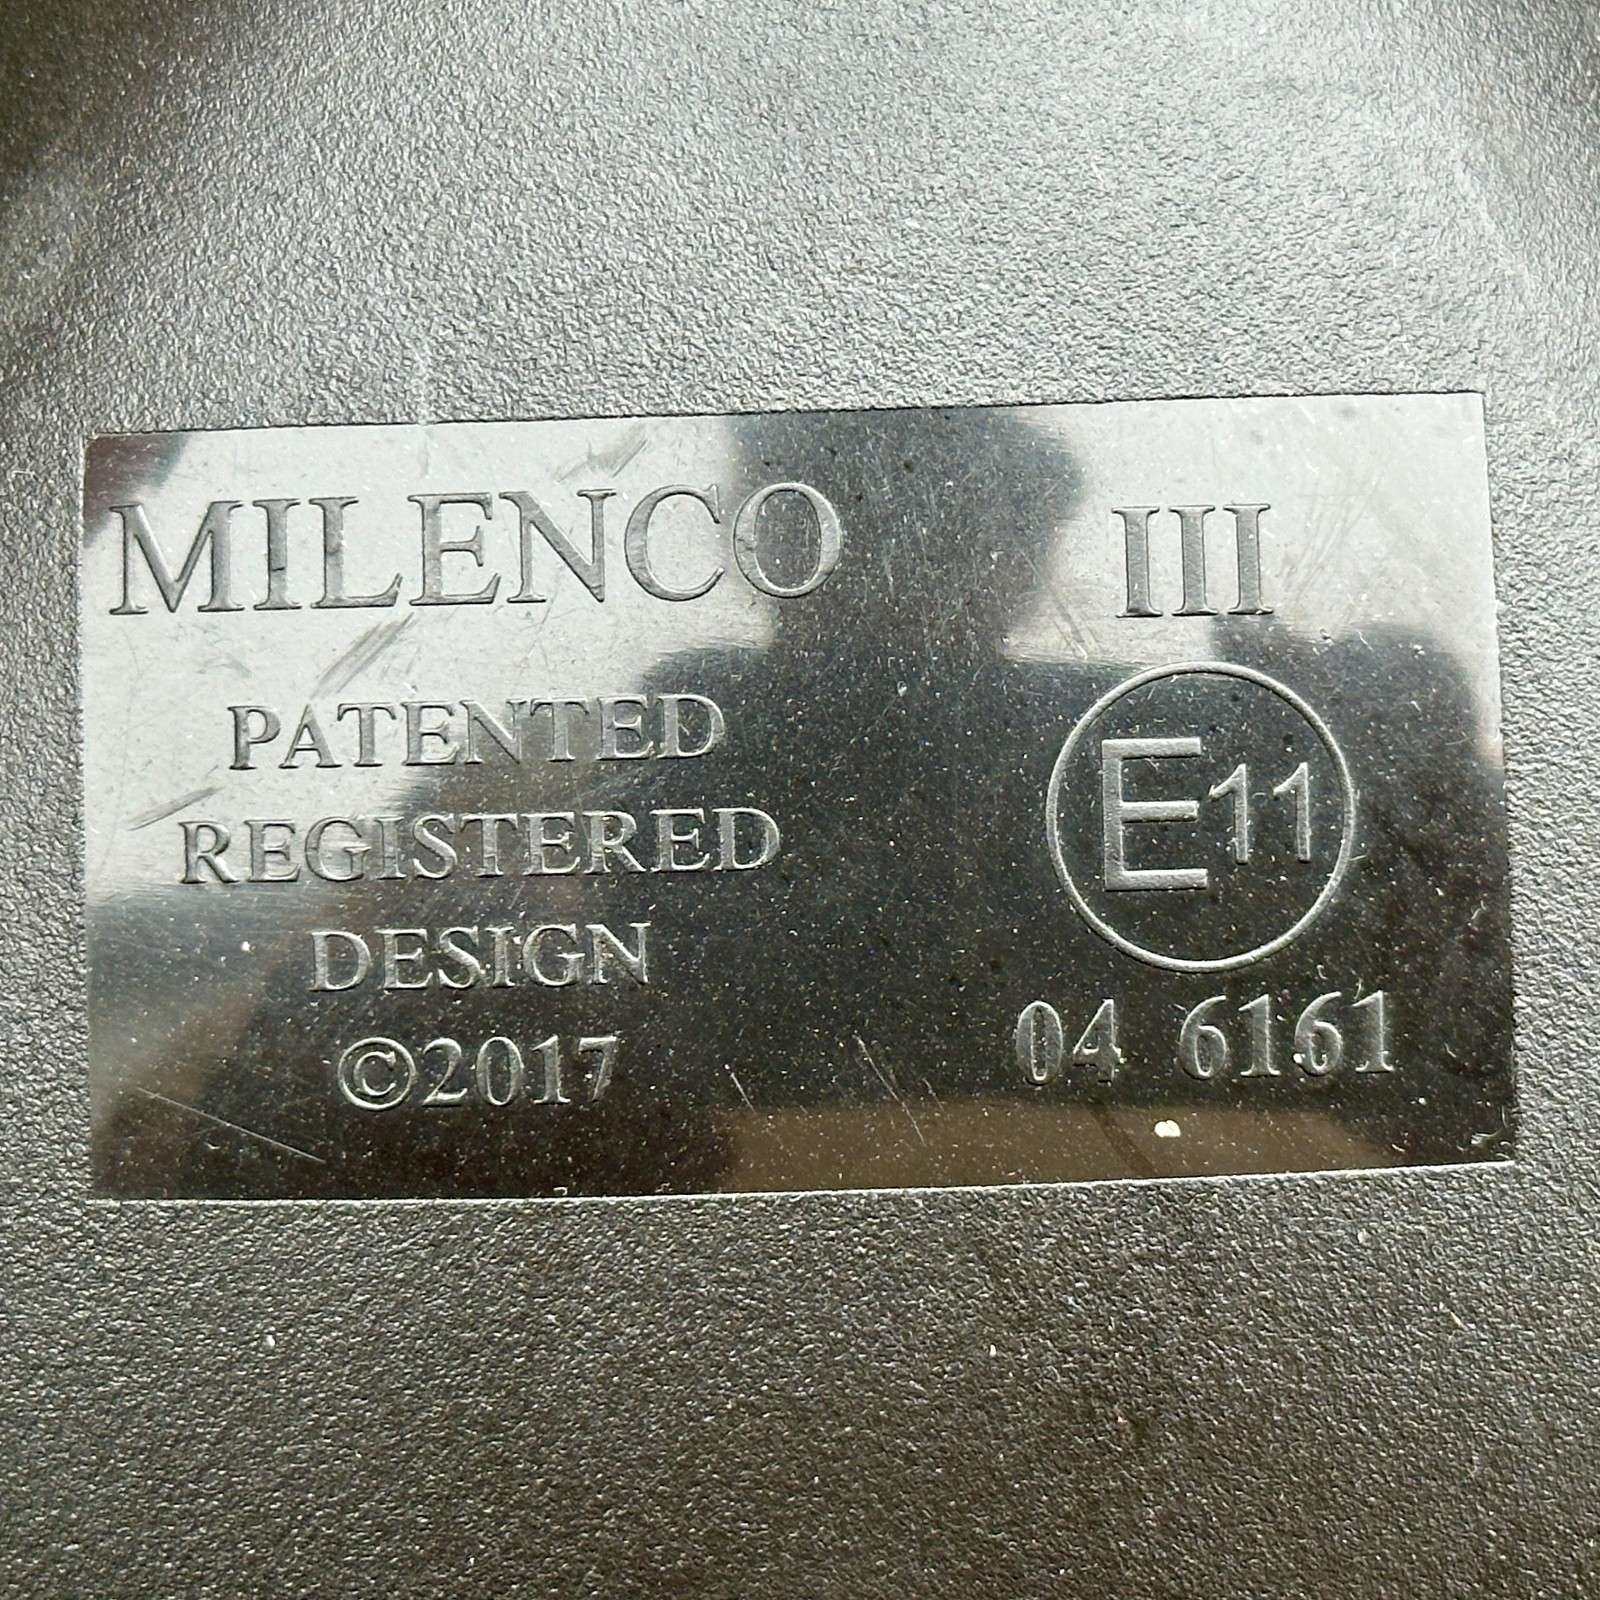 MILENCO
PATENTED
REGISTERED
DESIGN
©2017
III
E11
04 6161